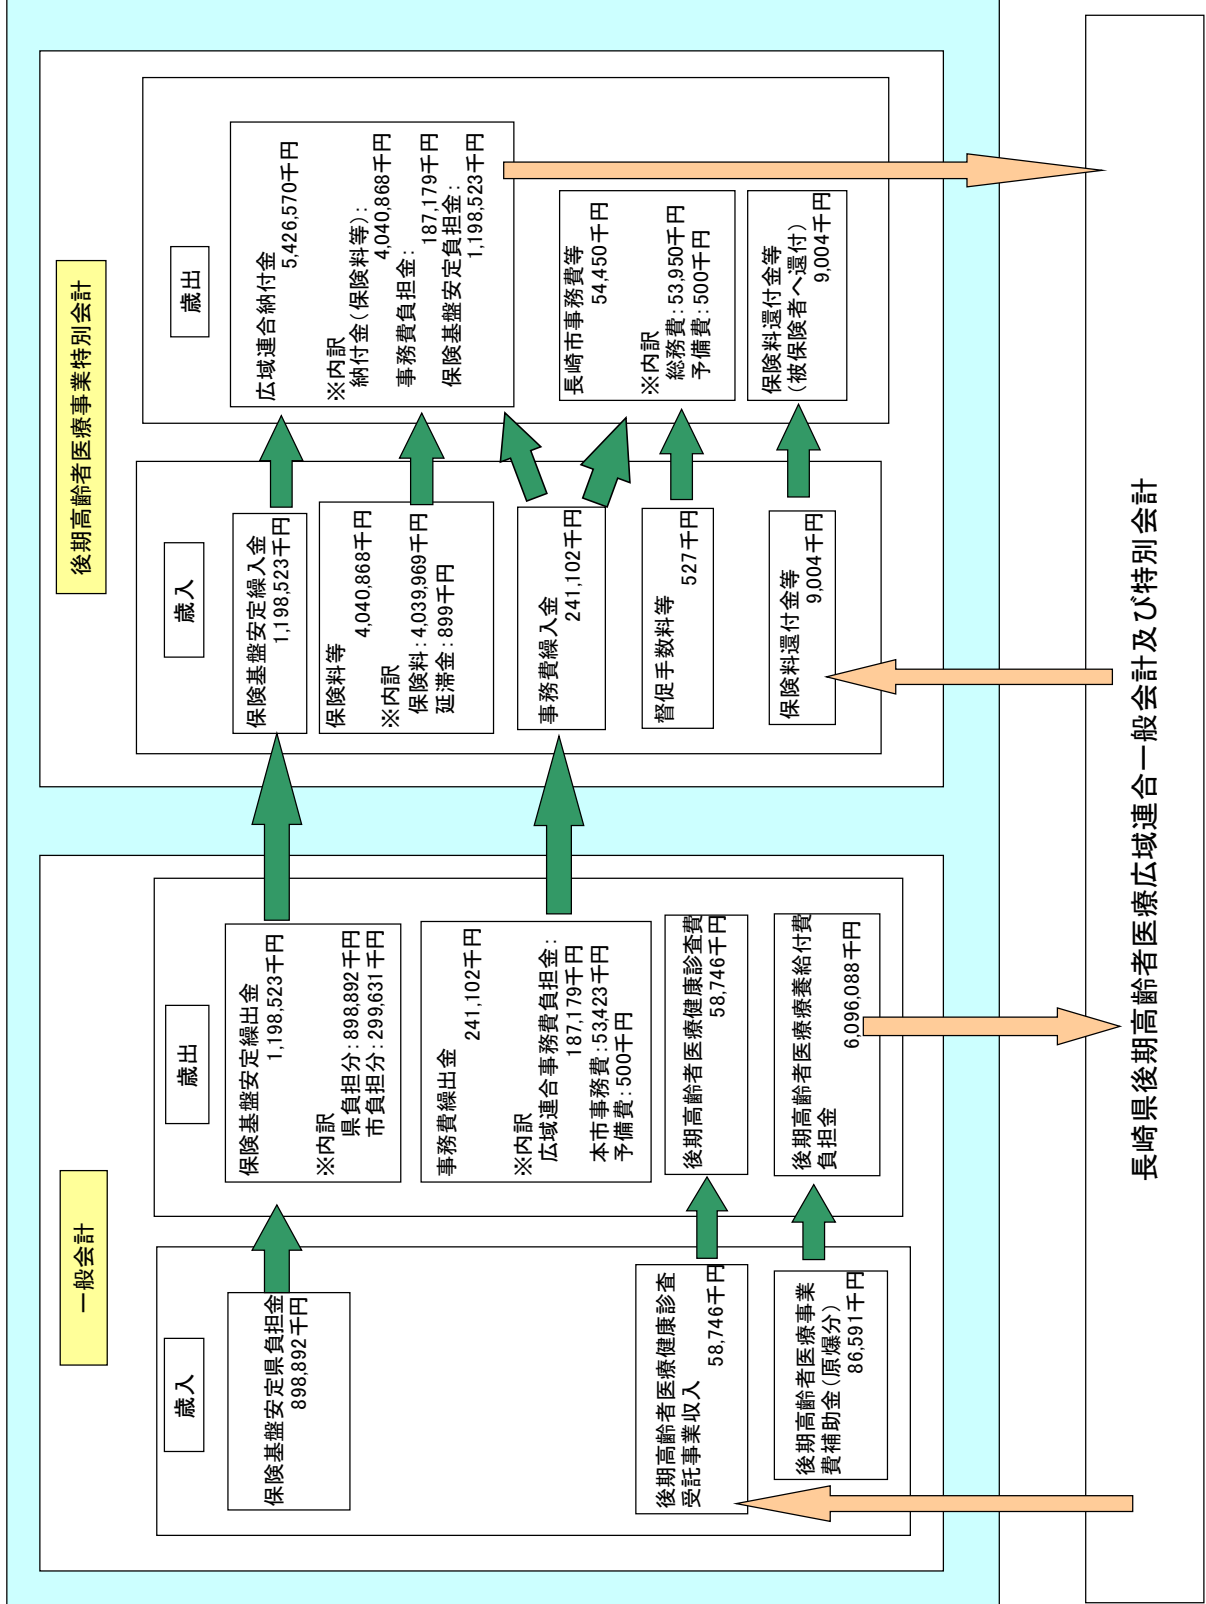 一般会計
歳入
保険基盤安定県負担金
898,892千円
後期高齢者医療健康診査
受託事業収入
58,746千円
後期高齢者医療事業
費補助金(原爆分)
86,591千円
歳出
保険基盤安定繰出金
1,198,523千円
※内訳
県負担分:898,892千円
市負担分:299,631千円
事務費繰出金
241,102千円
※内訳
広域連合事務費負担金:
187,179千円
本市事務費:53,423千円
予備費:500千円
後期高齢者医療健康診査費
58,746千円
後期高齢者医療療養給付費
負担金
6,096,088千円
後期高齢者医療事業特別会計
歳入
保険基盤安定繰入金
1,198,523千円
保険料等
4,040,868千円
※内訳
保険料:4,039,969千円
延滞金:899千円
事務費繰入金
241,102千円
督促手数料等
527千円
保険料還付金等
9,004千円
歳出
広域連合納付金
5,426,570千円
※内訳
納付金(保険料等):
4,040,868千円
事務費負担金:
187,179千円
保険基盤安定負担金:
1,198,523千円
長崎市事務費等
54,450千円
※内訳
総務費:53,950千円
予備費:500千円
保険料還付金等
(被保険者へ還付)
9,004千円
長崎県後期高齢者医療広域連合一般会計及び特別会計